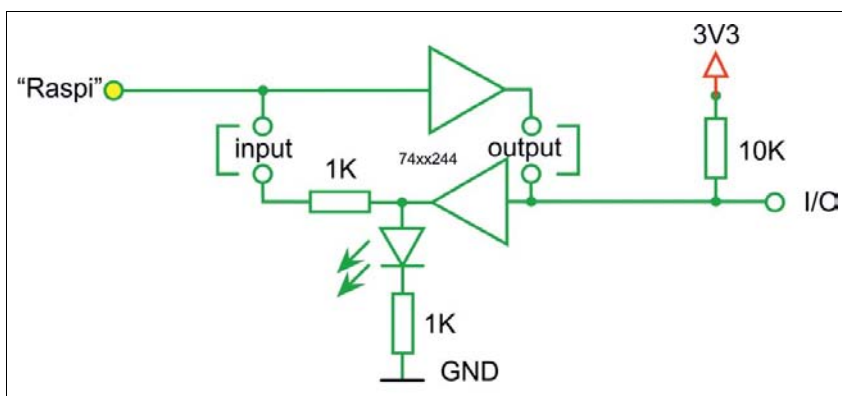 3V3
“Raspi”
input
74xx244
output
10K
1K
I/O
1K
GND